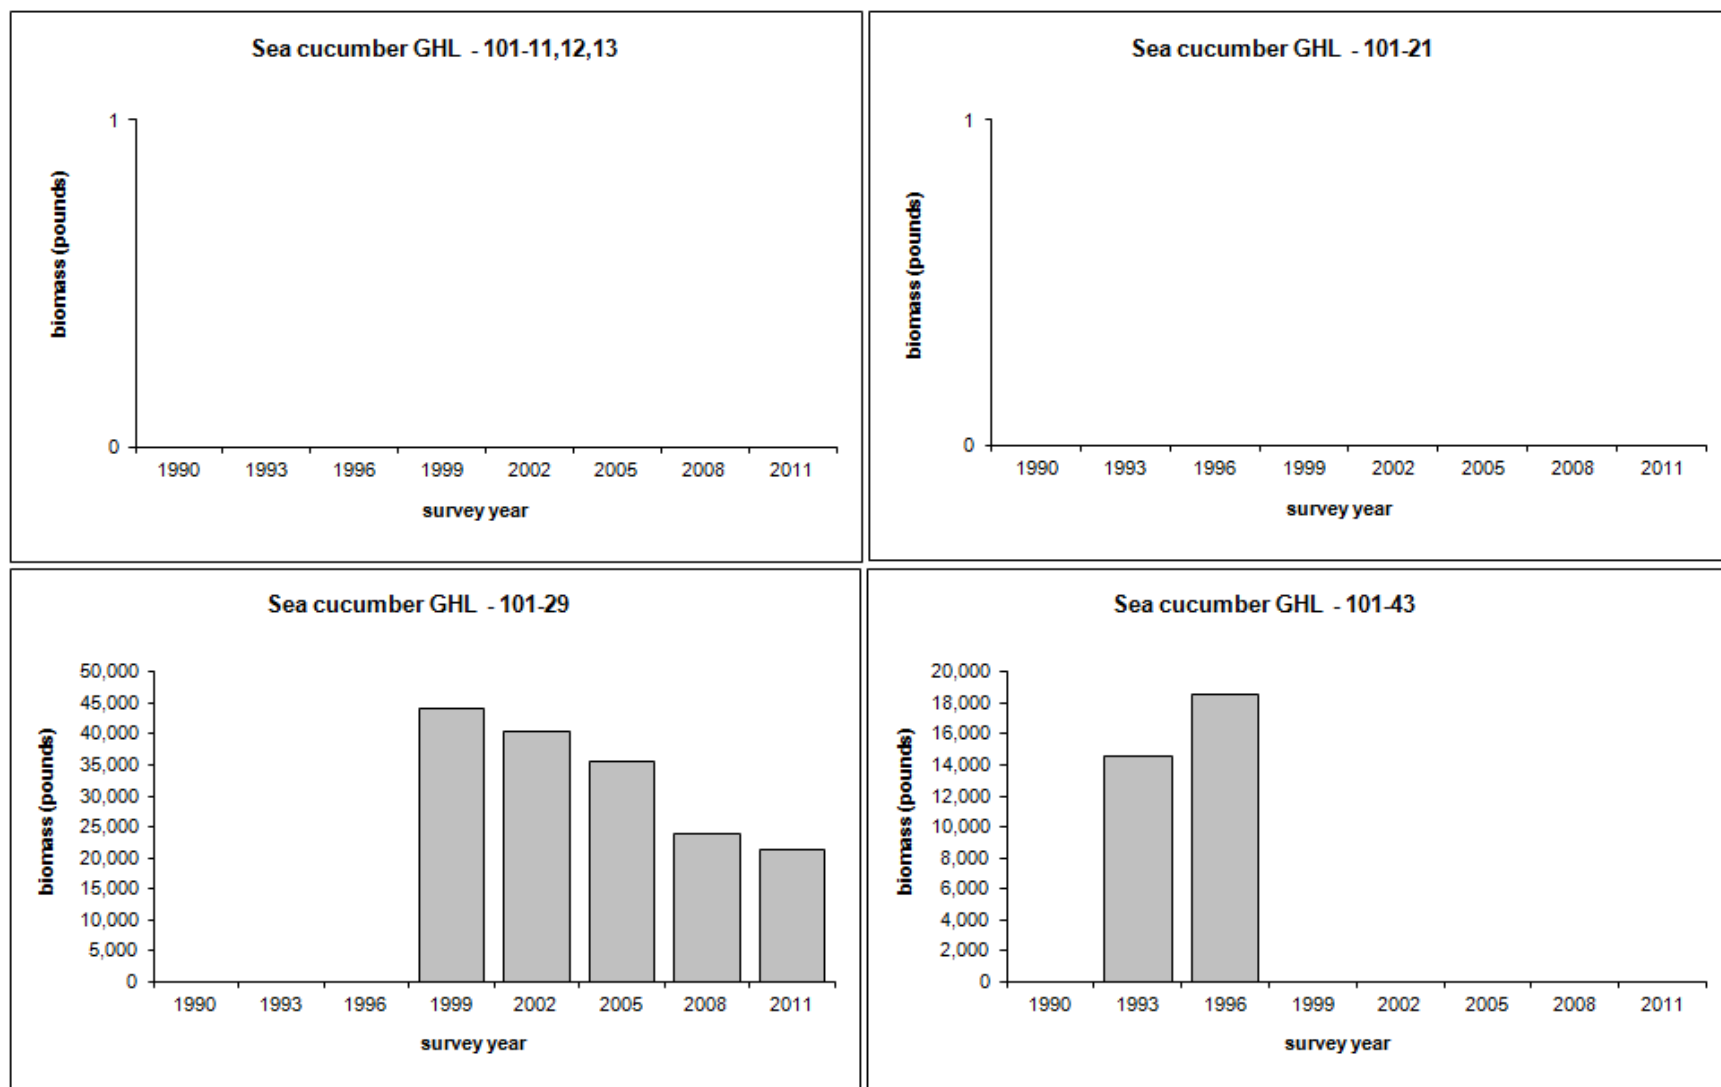 Sea cucumber GHL - 101-11,12,13
biomass (pounds)
1
0
1990 1993 1996 1999 2002 2005 2008 2011
survey year
Sea cucumber GHL - 101-21
biomass (pounds)
1
0
1990 1993 1996 1999 2002 2005 2008 2011
survey year
Sea cucumber GHL - 101-29
biomass (pounds)
50,000
45,000
40,000
35,000
30,000
25,000
20,000
15,000
10,000
5,000
0
1990 1993 1996 1999 2002 2005 2008 2011
survey year
Sea cucumber GHL - 101-43
biomass (pounds)
20,000
18,000
16,000
14,000
12,000
10,000
8,000
6,000
4,000
2,000
0
1990 1993 1996 1999 2002 2005 2008 2011
survey year